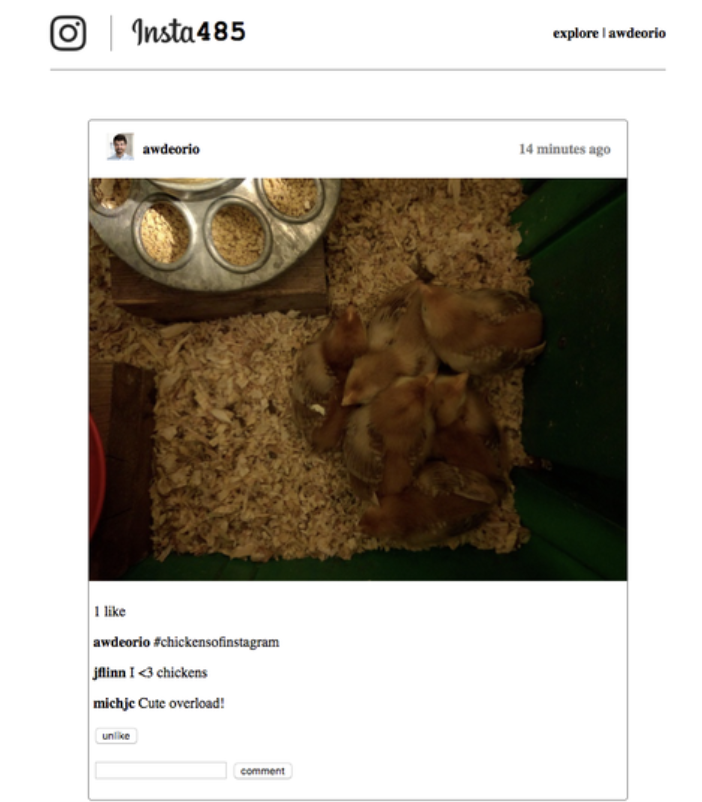 Insta485
explore | awdeorio
awdeorio
14 minutes ago
1 like
awdeorio #chickensofinstagram
jflinn I <3 chickens
michjc Cute overload!
unlike
comment